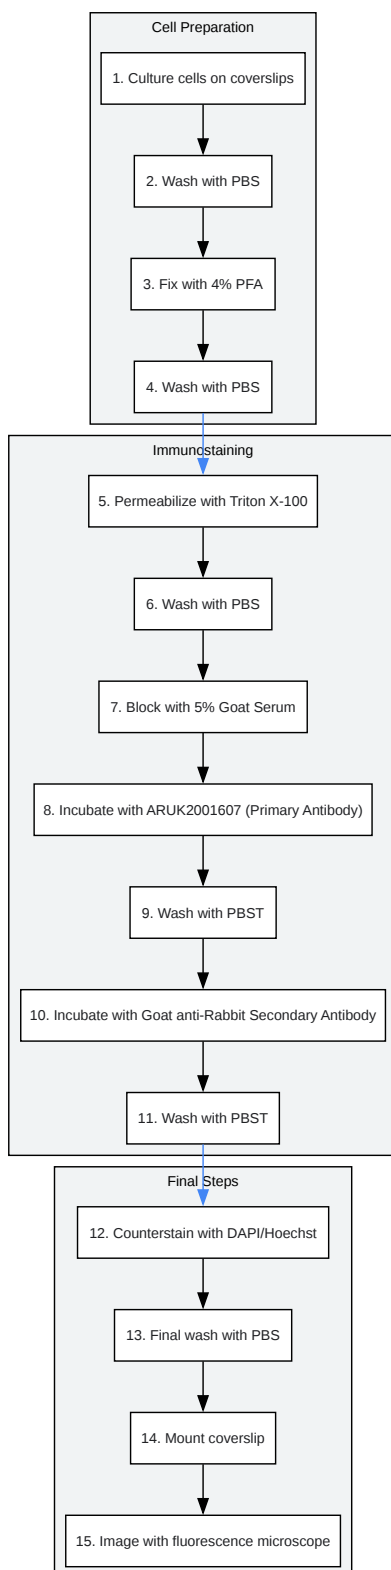 Cell Preparation
1. Culture cells on coverslips
2. Wash with PBS
3. Fix with 4% PFA
4. Wash with PBS
Immunostaining
5. Permeabilize with Triton X-100
6. Wash with PBS
7. Block with 5% Goat Serum
8. Incubate with ARUK2001607 (Primary Antibody)
9. Wash with PBST
10. Incubate with Goat anti-Rabbit Secondary Antibody
11. Wash with PBST
Final Steps
12. Counterstain with DAPI/Hoechst
13. Final wash with PBS
14. Mount coverslip
15. Image with fluorescence microscope